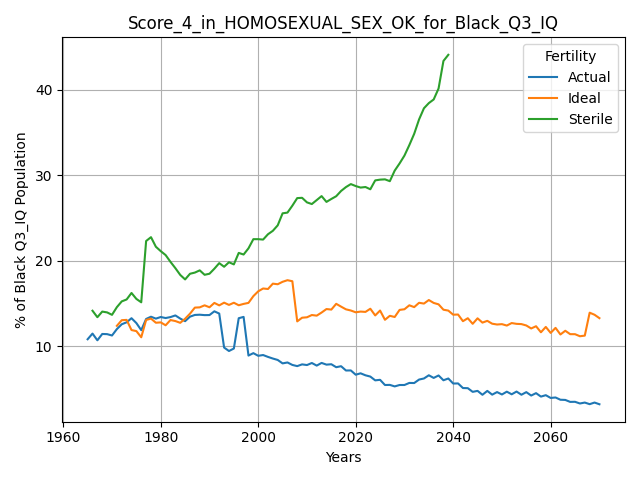 Score_4_in_HOMOSEXUAL_SEX_OK_for_Black_Q3_IQ
% of Black Q3_IQ Population
40
30
20
10
Fertility
Actual
Ideal
Sterile
1960 1980 2000 2020 2040 2060
Years